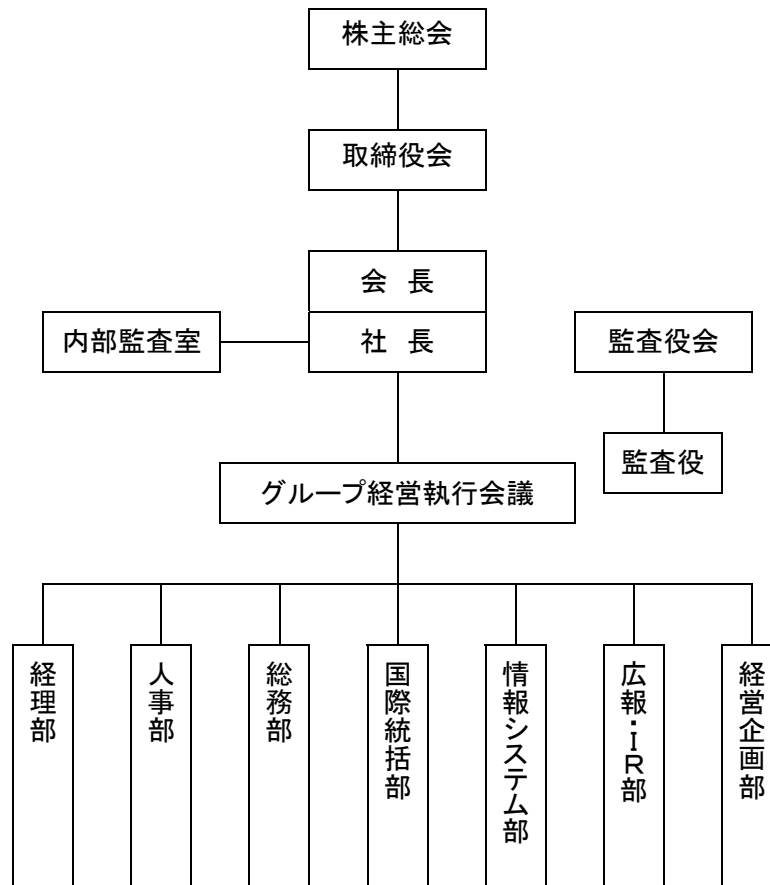 株主総会
取締役会
会 長
内部監査室
社 長
監査役会
監査役
グループ経営執行会議
経理部
人事部
総務部
国際統括部
情報システム部
広報・IR部
経営企画部